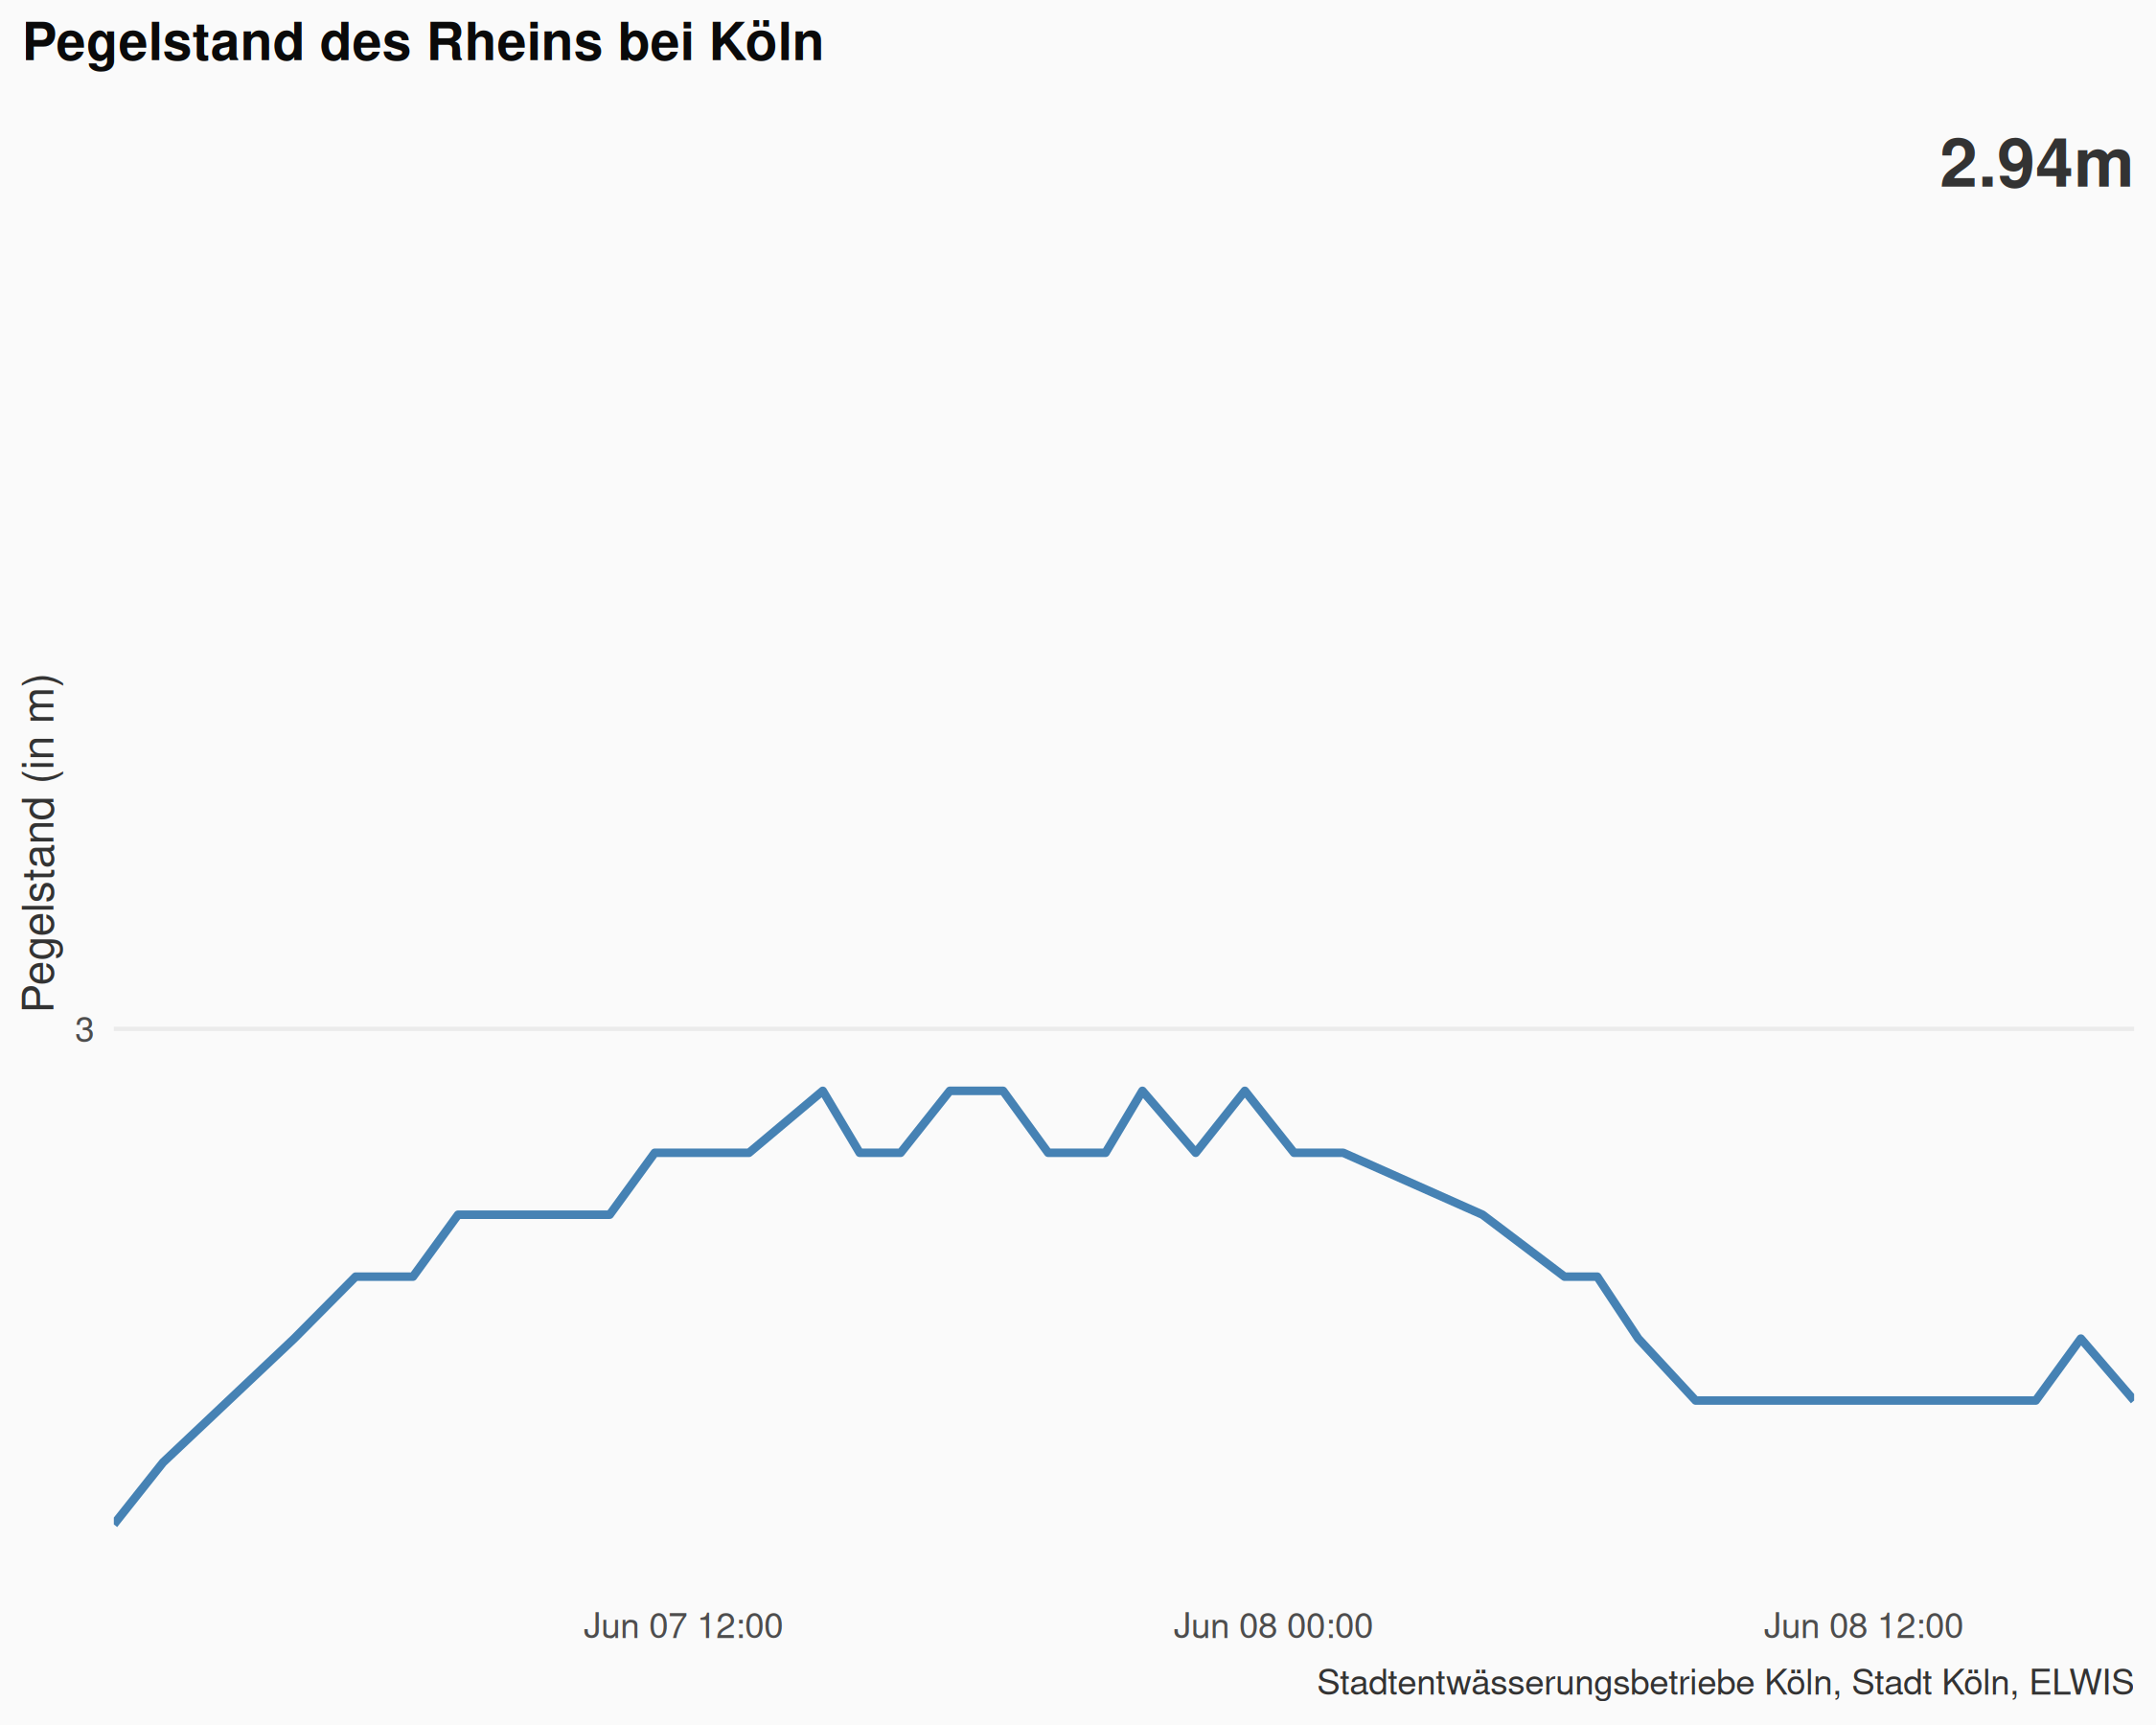 Pegelstand des Rheins bei Köln
2.94m
Pegelstand (in m)
3
Jun 07 12:00
Jun 08 00:00
Jun 08 12:00
Stadtentwässerungsbetriebe Köln, Stadt Köln, ELWIS